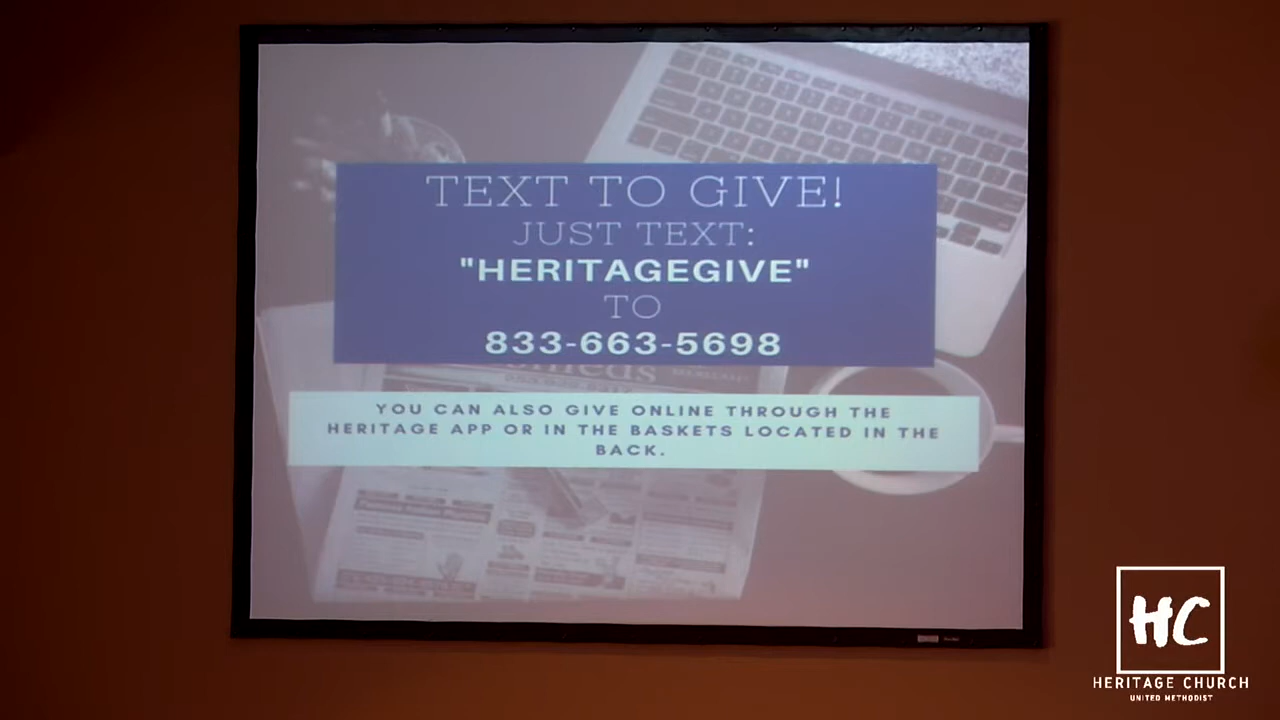 TEXT TO GIVE!
JUST TEXT:
"HERITAGEGIVE"
TO
833-663-5698
YOU CAN ALSO GIVE ONLINE THROUGH THE
HERITAGE APP OR IN THE BASKETS LOCATED IN THE
BACK.
HC
HERITAGE CHURCH
UNITED METHODIST